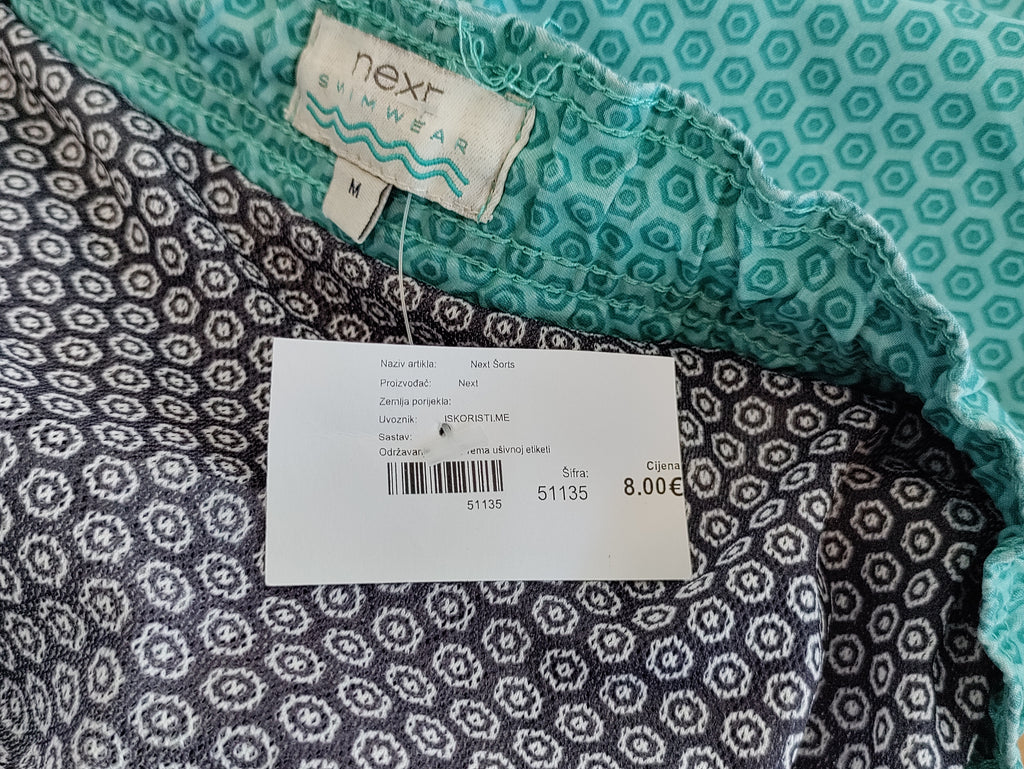 next
SWIMWEAR
M
Naziv artikla: Next Šorts
Proizvođač: Next
Zemlja porijekla:
Uvoznik: ISKORISTI.ME
Sastav:
ušivnoj etiketi
51135
Šifra:
51135
Cijena
8.00€